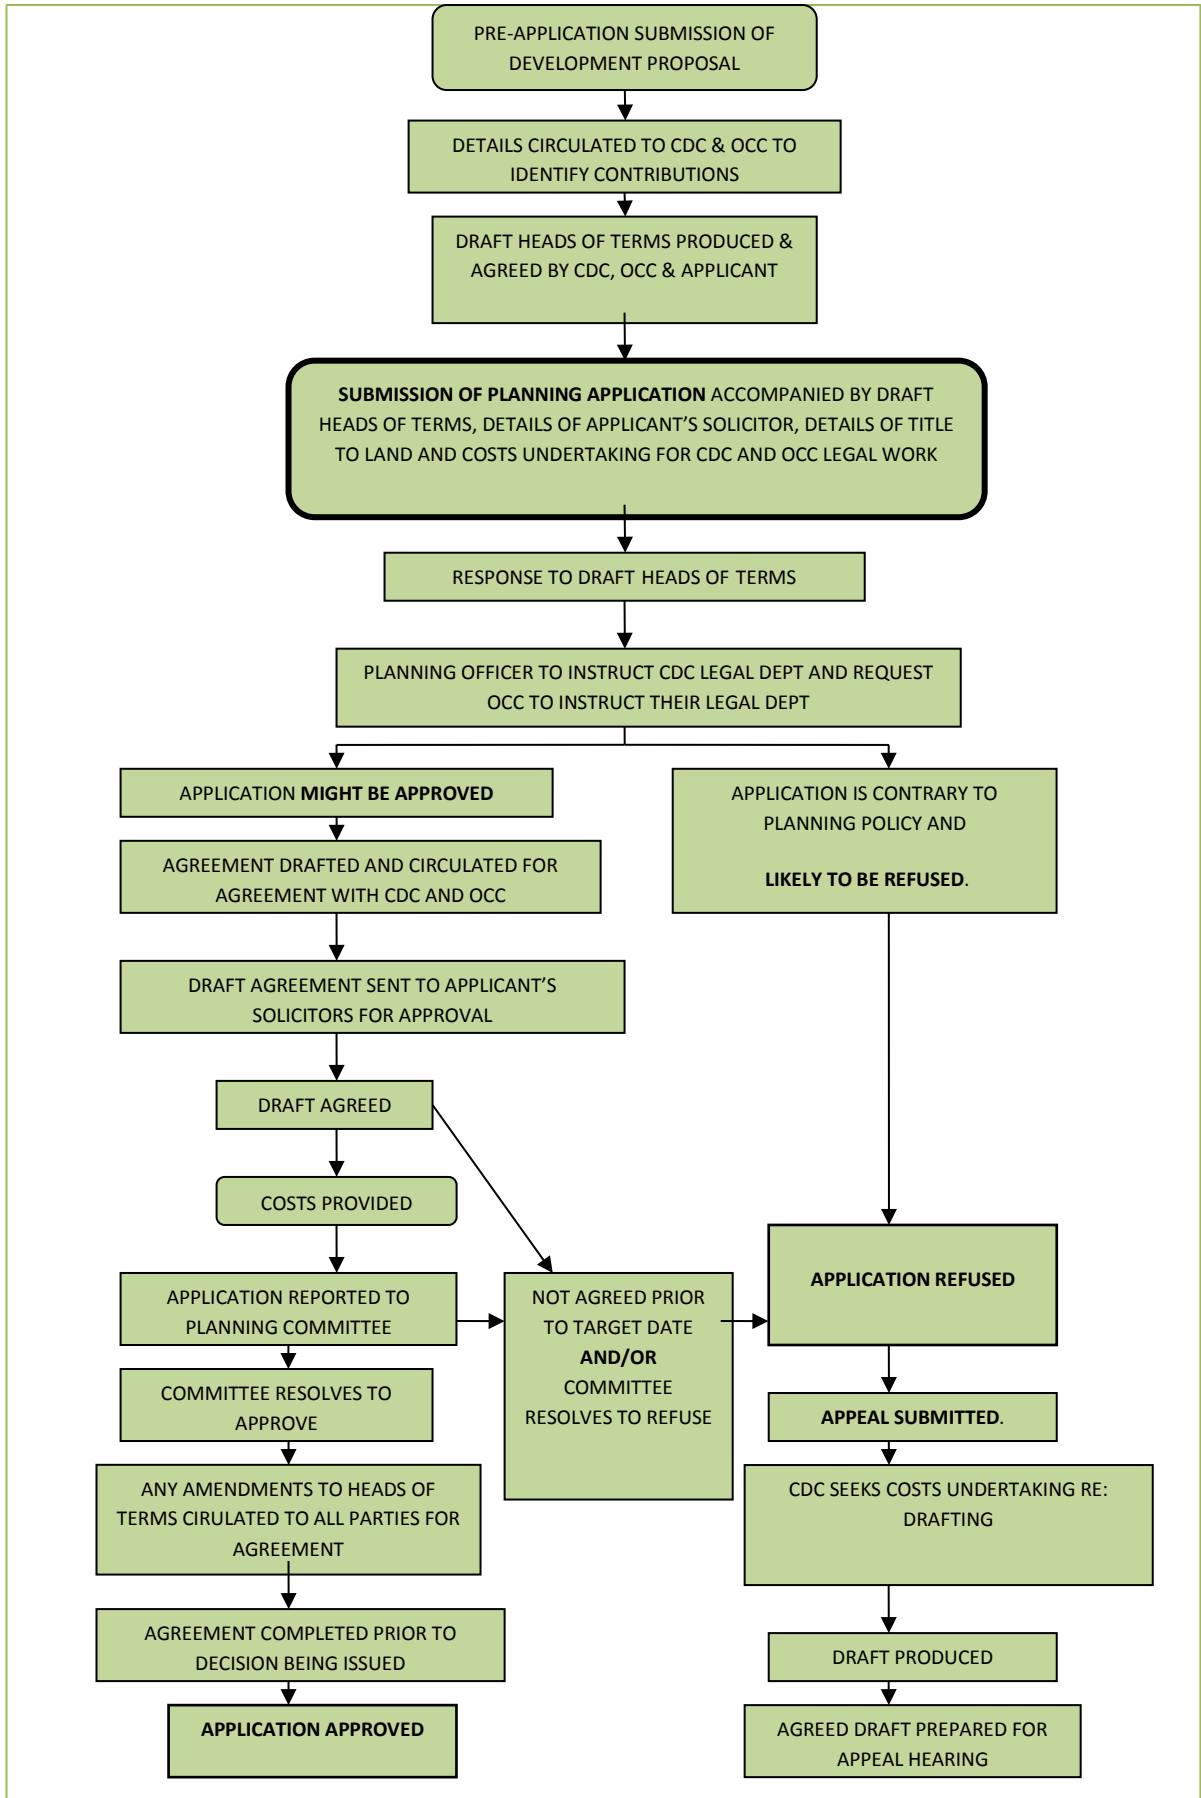 PRE-APPLICATION SUBMISSION OF
DEVELOPMENT PROPOSAL
DETAILS CIRCULATED TO CDC & OCC TO
IDENTIFY CONTRIBUTIONS
DRAFT HEADS OF TERMS PRODUCED &
AGREED BY CDC, OCC & APPLICANT
SUBMISSION OF PLANNING APPLICATION ACCOMPANIED BY DRAFT
HEADS OF TERMS, DETAILS OF APPLICANT’S SOLICITOR, DETAILS OF TITLE
TO LAND AND COSTS UNDERTAKING FOR CDC AND OCC LEGAL WORK
RESPONSE TO DRAFT HEADS OF TERMS
PLANNING OFFICER TO INSTRUCT CDC LEGAL DEPT AND REQUEST
OCC TO INSTRUCT THEIR LEGAL DEPT
APPLICATION MIGHT BE APPROVED
AGREEMENT DRAFTED AND CIRCULATED FOR
AGREEMENT WITH CDC AND OCC
DRAFT AGREEMENT SENT TO APPLICANT’S
SOLICITORS FOR APPROVAL
DRAFT AGREED
COSTS PROVIDED
APPLICATION REPORTED TO
PLANNING COMMITTEE
COMMITTEE RESOLVES TO
APPROVE
ANY AMENDMENTS TO HEADS OF
TERMS CIRULATED TO ALL PARTIES FOR
AGREEMENT
AGREEMENT COMPLETED PRIOR TO
DECISION BEING ISSUED
APPLICATION APPROVED
NOT AGREED PRIOR
TO TARGET DATE
AND/OR
COMMITTEE
RESOLVES TO REFUSE
APPLICATION IS CONTRARY TO
PLANNING POLICY AND
LIKELY TO BE REFUSED.
APPLICATION REFUSED
APPEAL SUBMITTED.
CDC SEEKS COSTS UNDERTAKING RE:
DRAFTING
DRAFT PRODUCED
AGREED DRAFT PREPARED FOR
APPEAL HEARING